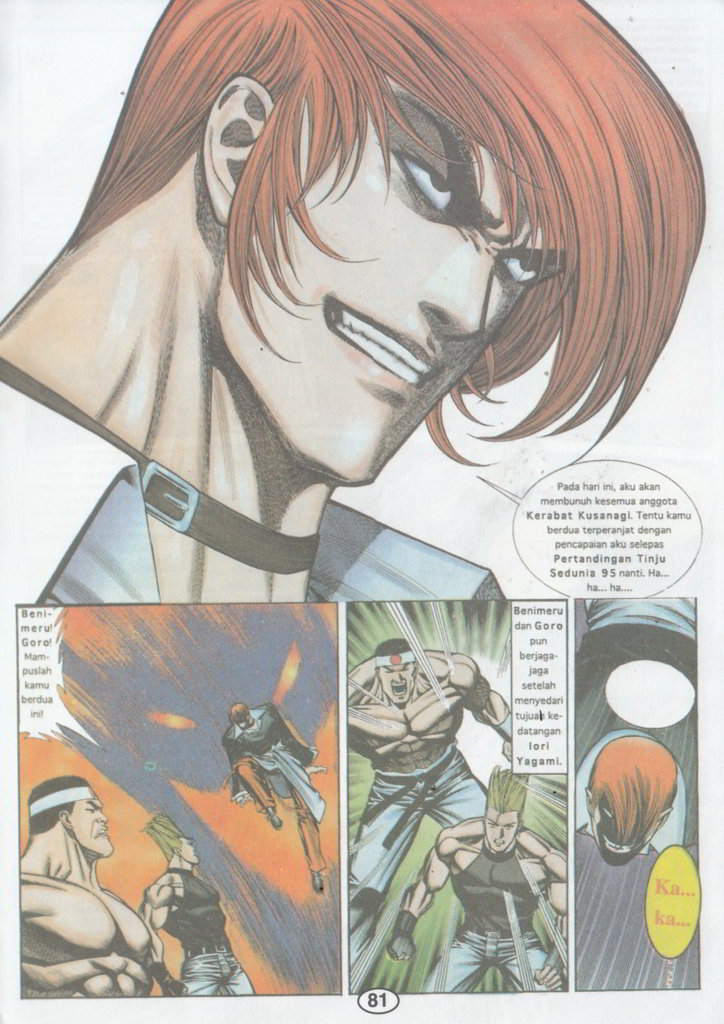 Pada hari ini, aku akan
membunuh kesemua anggota
Kerabat Kusanagi. Tentu kamu
berdua terperanjat dengan
pencapaian aku selepas
Pertandingan Tinju
Sedunia 95 nanti. Ha...
ha... ha....
Beni-
meru!
Goro!
Mam-
puslah
kamu
berdua
ini!
Benimeru
dan Goro
pun
berjaga-
jaga
setelah
menyedari
tujuan ke-
datangan
Iori
Yagami.
Ka...
ka...
81